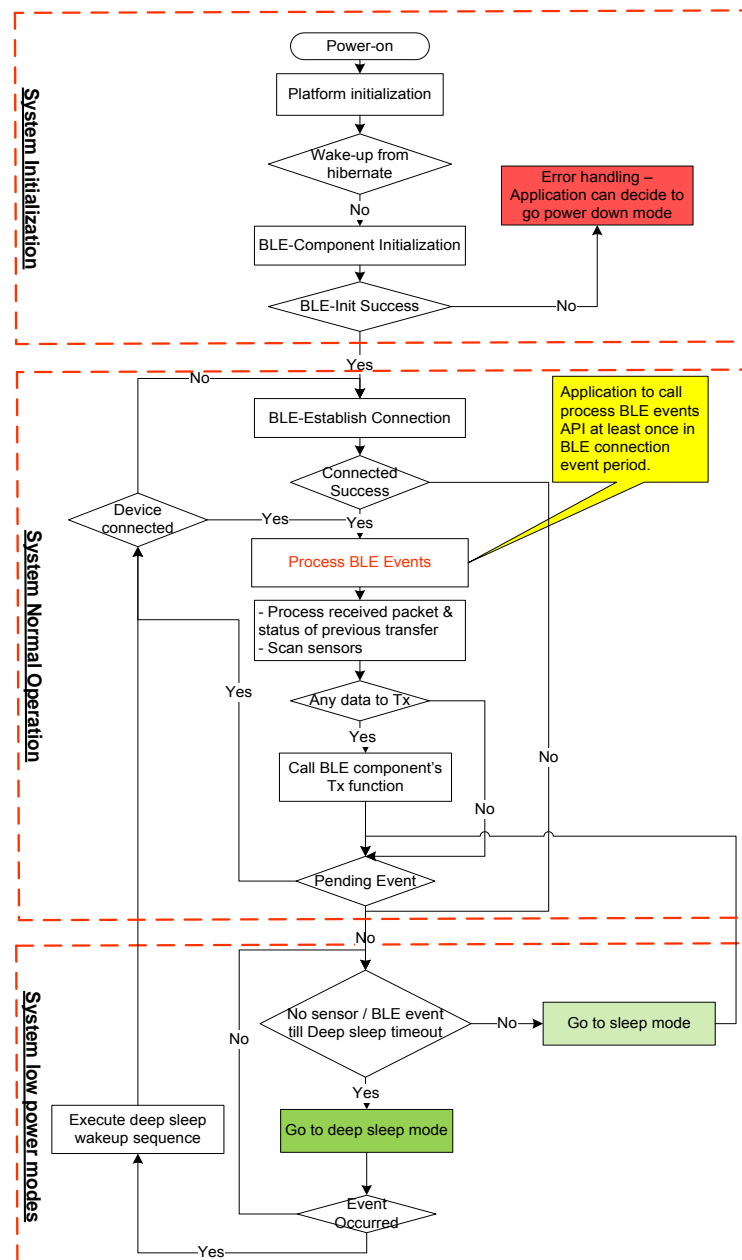 System Initialization
Power-on
Platform initialization
Wake-up from
hibernate
No
BLE-Component Initialization
BLE-Init Success
No
Error handling –
Application can decide to
go power down mode
Yes
System Normal Operation
No
BLE-Establish Connection
Application to call
process BLE events
API at least once in
BLE connection
event period.
Connected
Success
Device
connected
Yes
Yes
Process BLE Events
- Process received packet &
status of previous transfer
- Scan sensors
Yes
Any data to Tx
Yes
No
Call BLE component's
Tx function
No
Pending Event
No
System low power modes
No sensor / BLE event
till Deep sleep timeout
No
Go to sleep mode
No
Yes
Go to deep sleep mode
Execute deep sleep
wakeup sequence
Event
Occurred
Yes